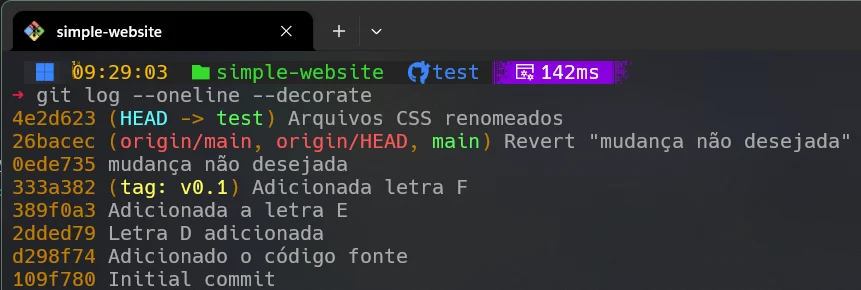 simple-website
09:29:03 simple-website test 142ms
→ git log --oneline --decorate
4e2d623 (HEAD -> test) Arquivos CSS renomeados
26bacec (origin/main, origin/HEAD, main) Revert "mudança não desejada"
0ede735 mudança não desejada
333a382 (tag: v0.1) Adicionada letra F
389f0a3 Adicionada a letra E
2dded79 Letra D adicionada
d298f74 Adicionado o código fonte
109f780 Initial commit